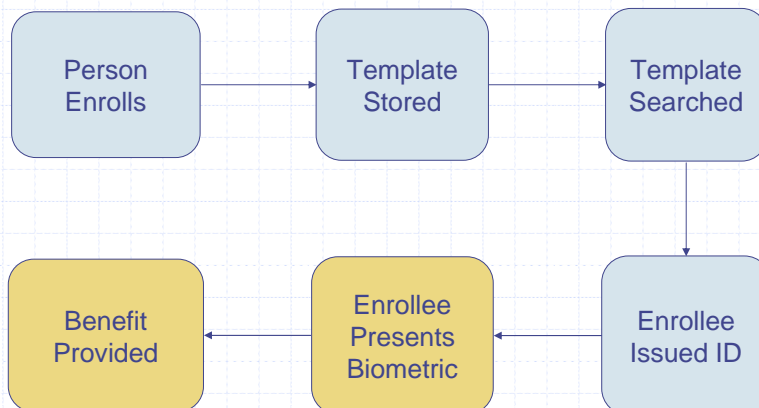 Person
Enrolls
Template
Stored
Template
Searched
Benefit
Provided
Enrollee
Presents
Biometric
Enrollee
Issued ID